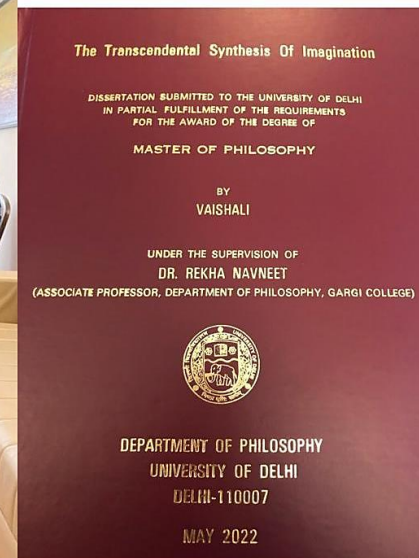 The Transcendental Synthesis Of Imagination
DISSERTATION SUBMITTED TO THE UNIVERSITY OF DELHI
IN PARTIAL FULFILLMENT OF THE REQUIREMENTS
FOR THE AWARD OF THE DEGREE OF
MASTER OF PHILOSOPHY
BY
VAISHALI
UNDER THE SUPERVISION OF
DR. REKHA NAVNEET
(ASSOCIATE PROFESSOR, DEPARTMENT OF PHILOSOPHY, GARGI COLLEGE)
DEPARTMENT OF PHILOSOPHY
UNIVERSITY OF DELHI
DELHI-110007
MAY 2022